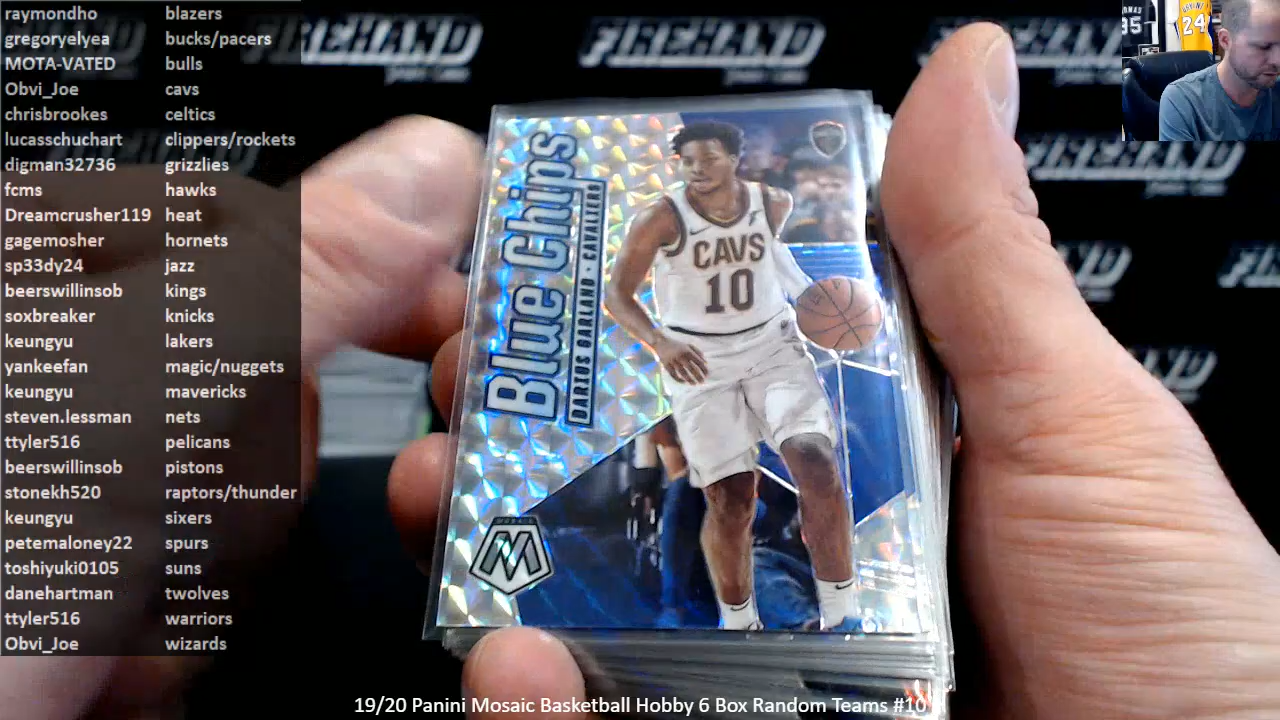 raymondho blazers
gregoryelyea bucks/pacers
MOTA-VATED bulls
Obvi_Joe cavs
chrisbrookes celtics
lucasschuchart clippers/rockets
digman32736 grizzlies
fcms hawks
Dreamcrusher119 heat
gagemosher hornets
sp33dy24 jazz
beerswillinsob kings
soxbreaker knicks
keungyu lakers
yankeefan magic/nuggets
keungyu mavericks
steven.lessman nets
ttyler516 pelicans
beerswillinsob pistons
stonekh520 raptors/thunder
keungyu sixers
petemaloney22 spurs
toshiyuki0105 suns
danehartman twolves
ttyler516 warriors
Obvi_Joe wizards
FIREHAND
FIREHAND
FIREHAND
Blue Chips
DARIUS GARLAND • CAVALIERS
CAVS
10
MOSAIC
95
24
19/20 Panini Mosaic Basketball Hobby 6 Box Random Teams #10